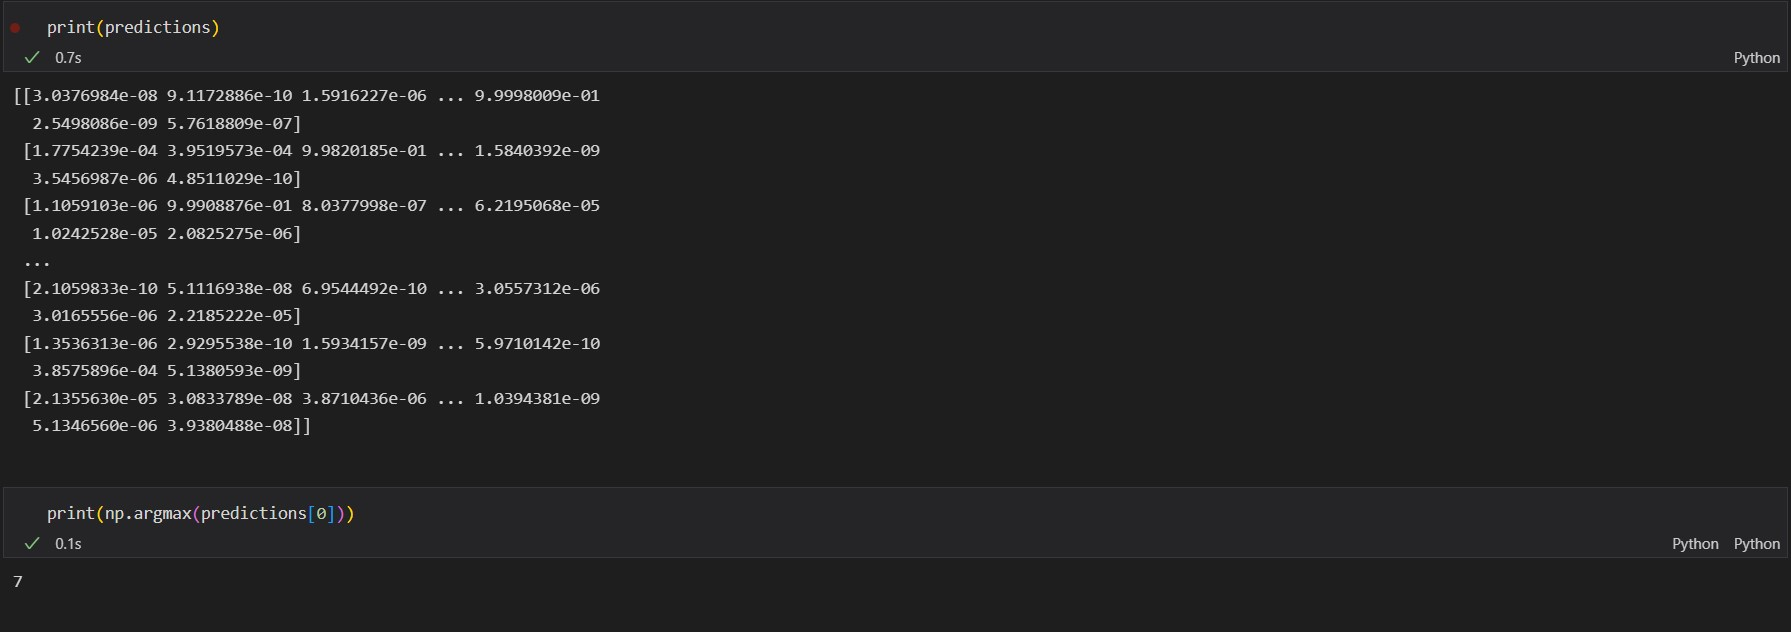 print(predictions)
0.7s Python
[[3.0376984e-08 9.1172886e-10 1.5916227e-06 ... 9.9998009e-01
2.5498086e-09 5.7618809e-07]
[1.7754239e-04 3.9519573e-04 9.9820185e-01 ... 1.5840392e-09
3.5456987e-06 4.8511029e-10]
[1.1059103e-06 9.9908876e-01 8.0377998e-07 ... 6.2195068e-05
1.0242528e-05 2.0825275e-06]
...
[2.1059833e-10 5.1116938e-08 6.9544492e-10 ... 3.0557312e-06
3.0165556e-06 2.2185222e-05]
[1.3536313e-06 2.9295538e-10 1.5934157e-09 ... 5.9710142e-10
3.8575896e-04 5.1380593e-09]
[2.1355630e-05 3.0833789e-08 3.8710436e-06 ... 1.0394381e-09
5.1346560e-06 3.9380488e-08]]
print(np.argmax(predictions[0]))
0.1s Python Python
7